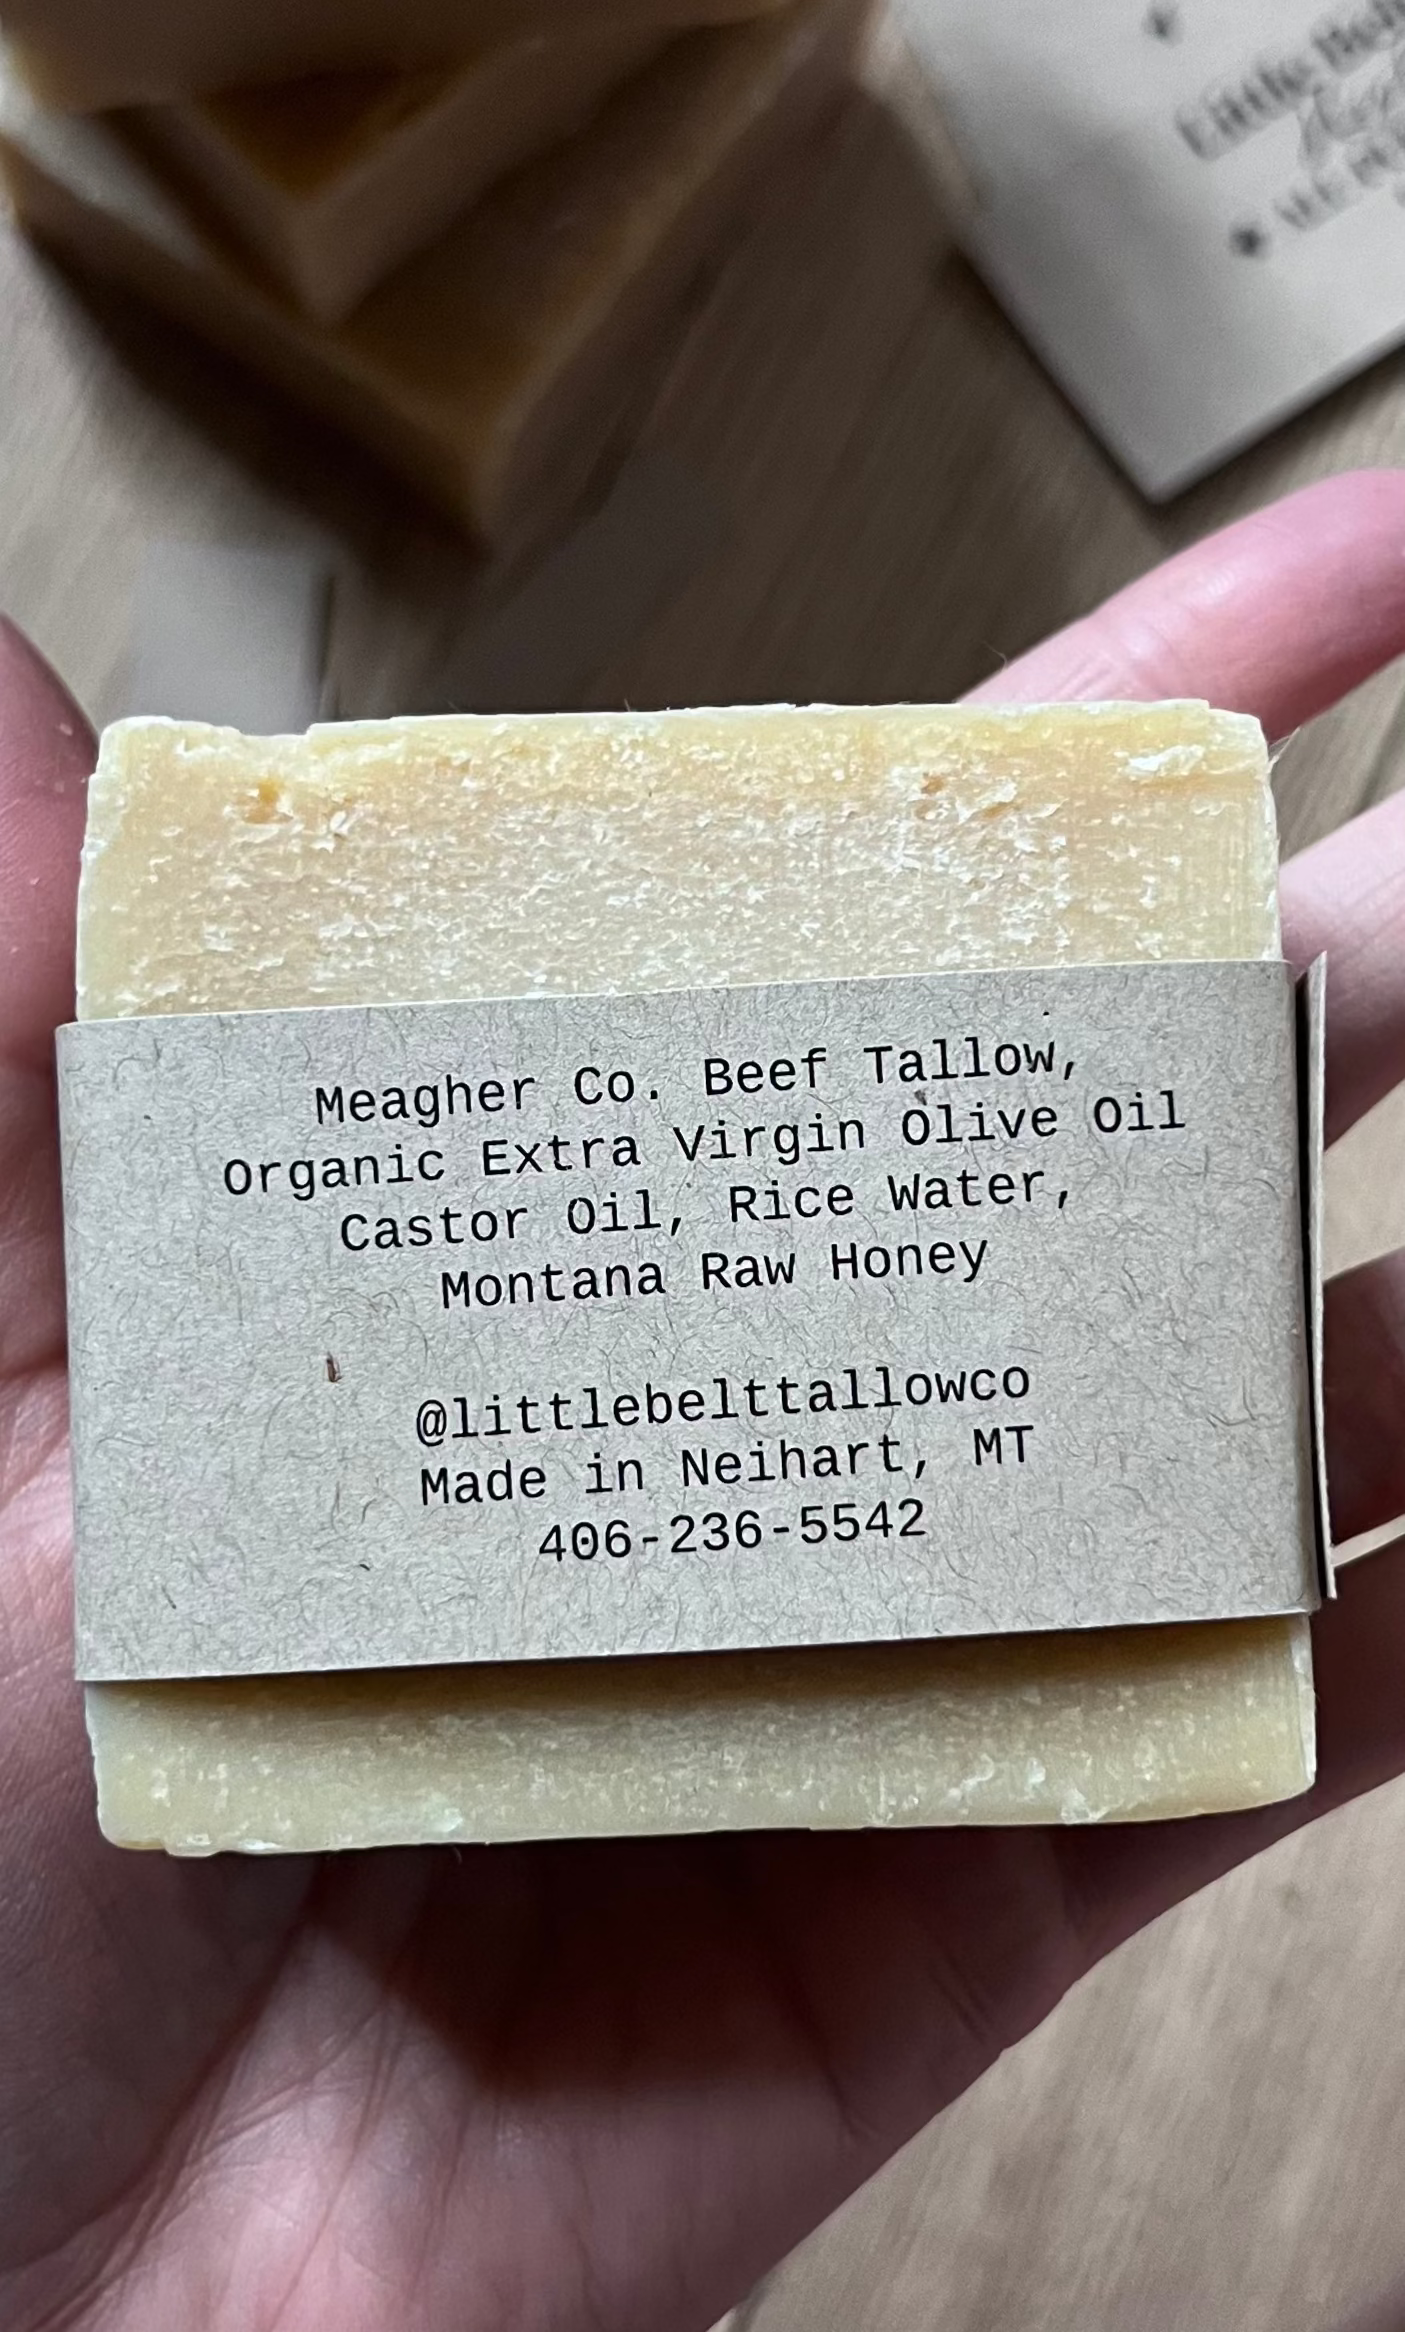 Little
Meagher Co. Beef Tallow,
Organic Extra Virgin Olive Oil
Castor Oil, Rice Water,
Montana Raw Honey
@littlebelttallowco
Made in Neihart, MT
406-236-5542